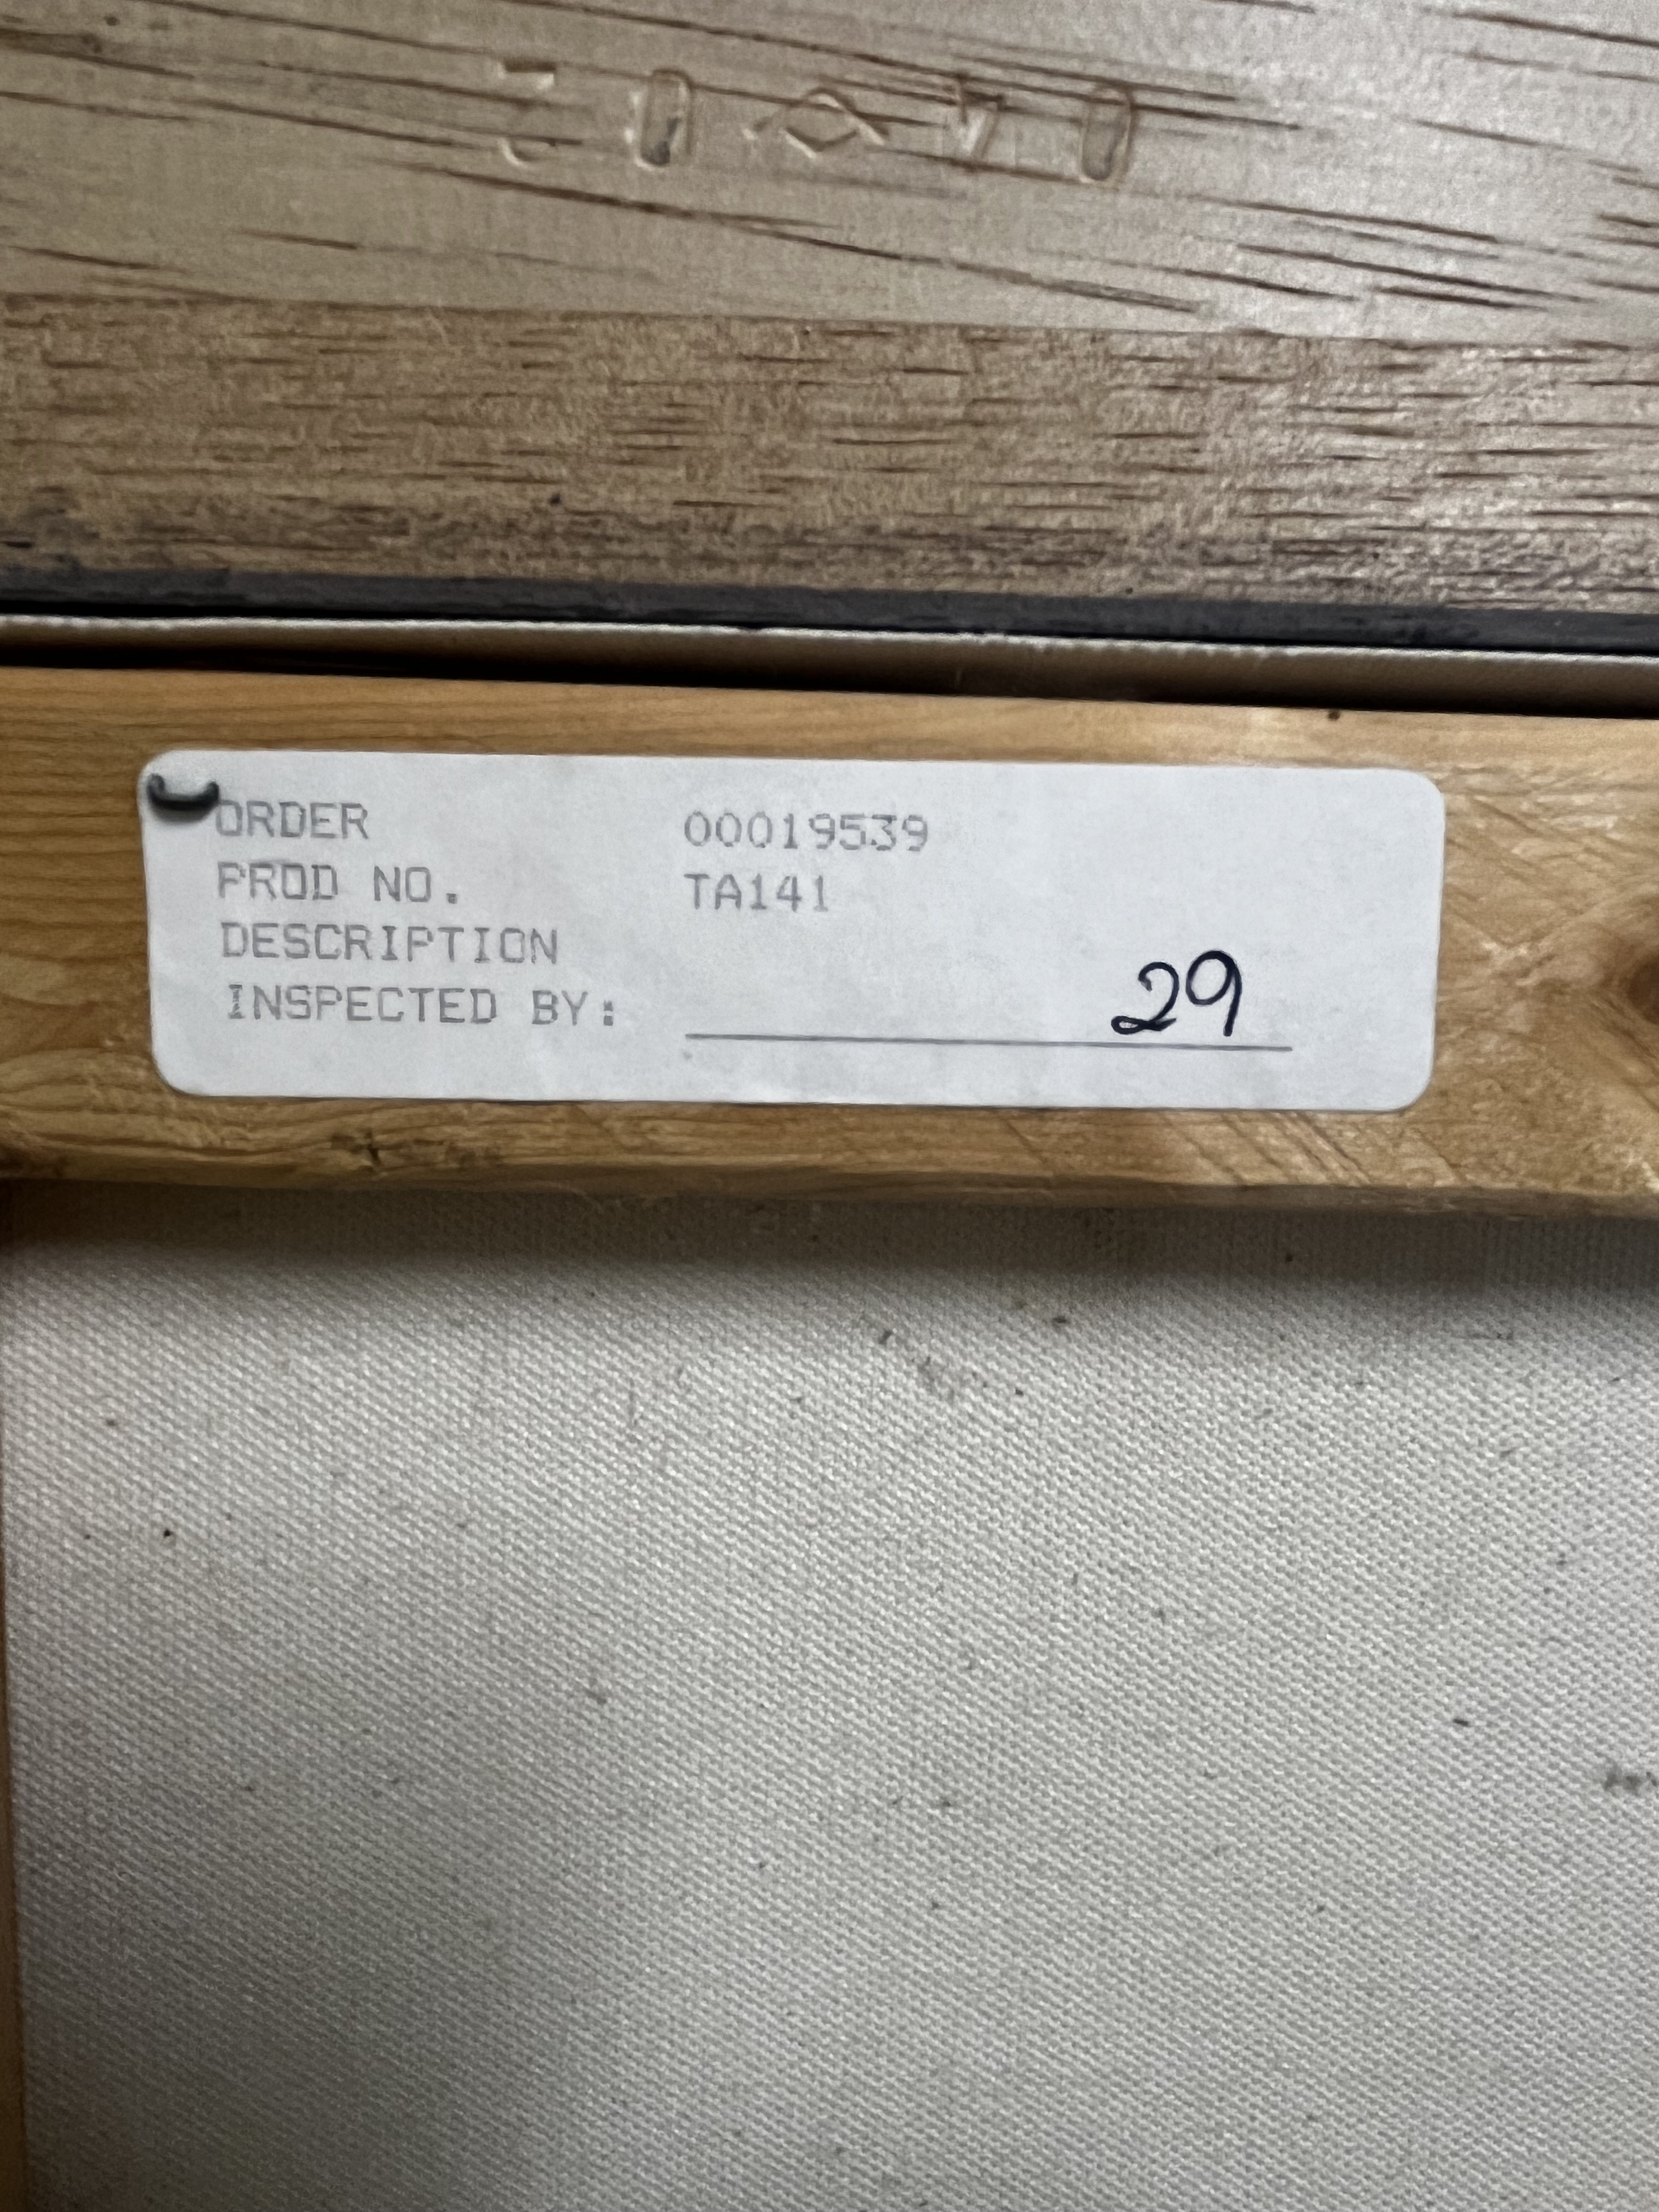 ORDER 00019539
PROD NO. TA141
DESCRIPTION
INSPECTED BY: 29